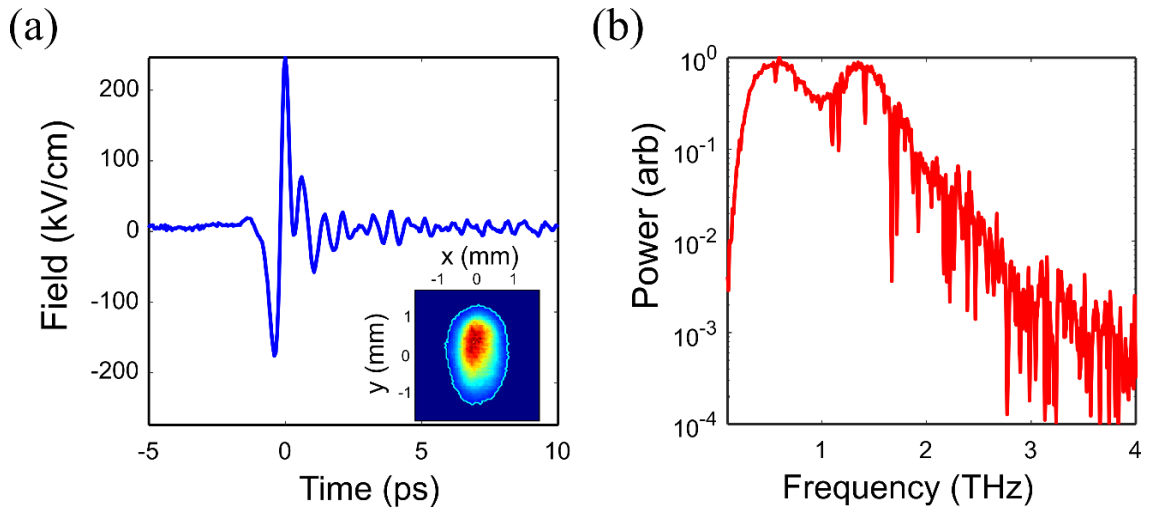 (a)
Field (kV/cm)
200
100
0
-100
-200
-5
0
5
10
Time (ps)
x (mm)
-1 0 1
y (mm)
1
0
-1
(b)
Power (arb)
10⁰
10⁻¹
10⁻²
10⁻³
10⁻⁴
1
2
3
4
Frequency (THz)